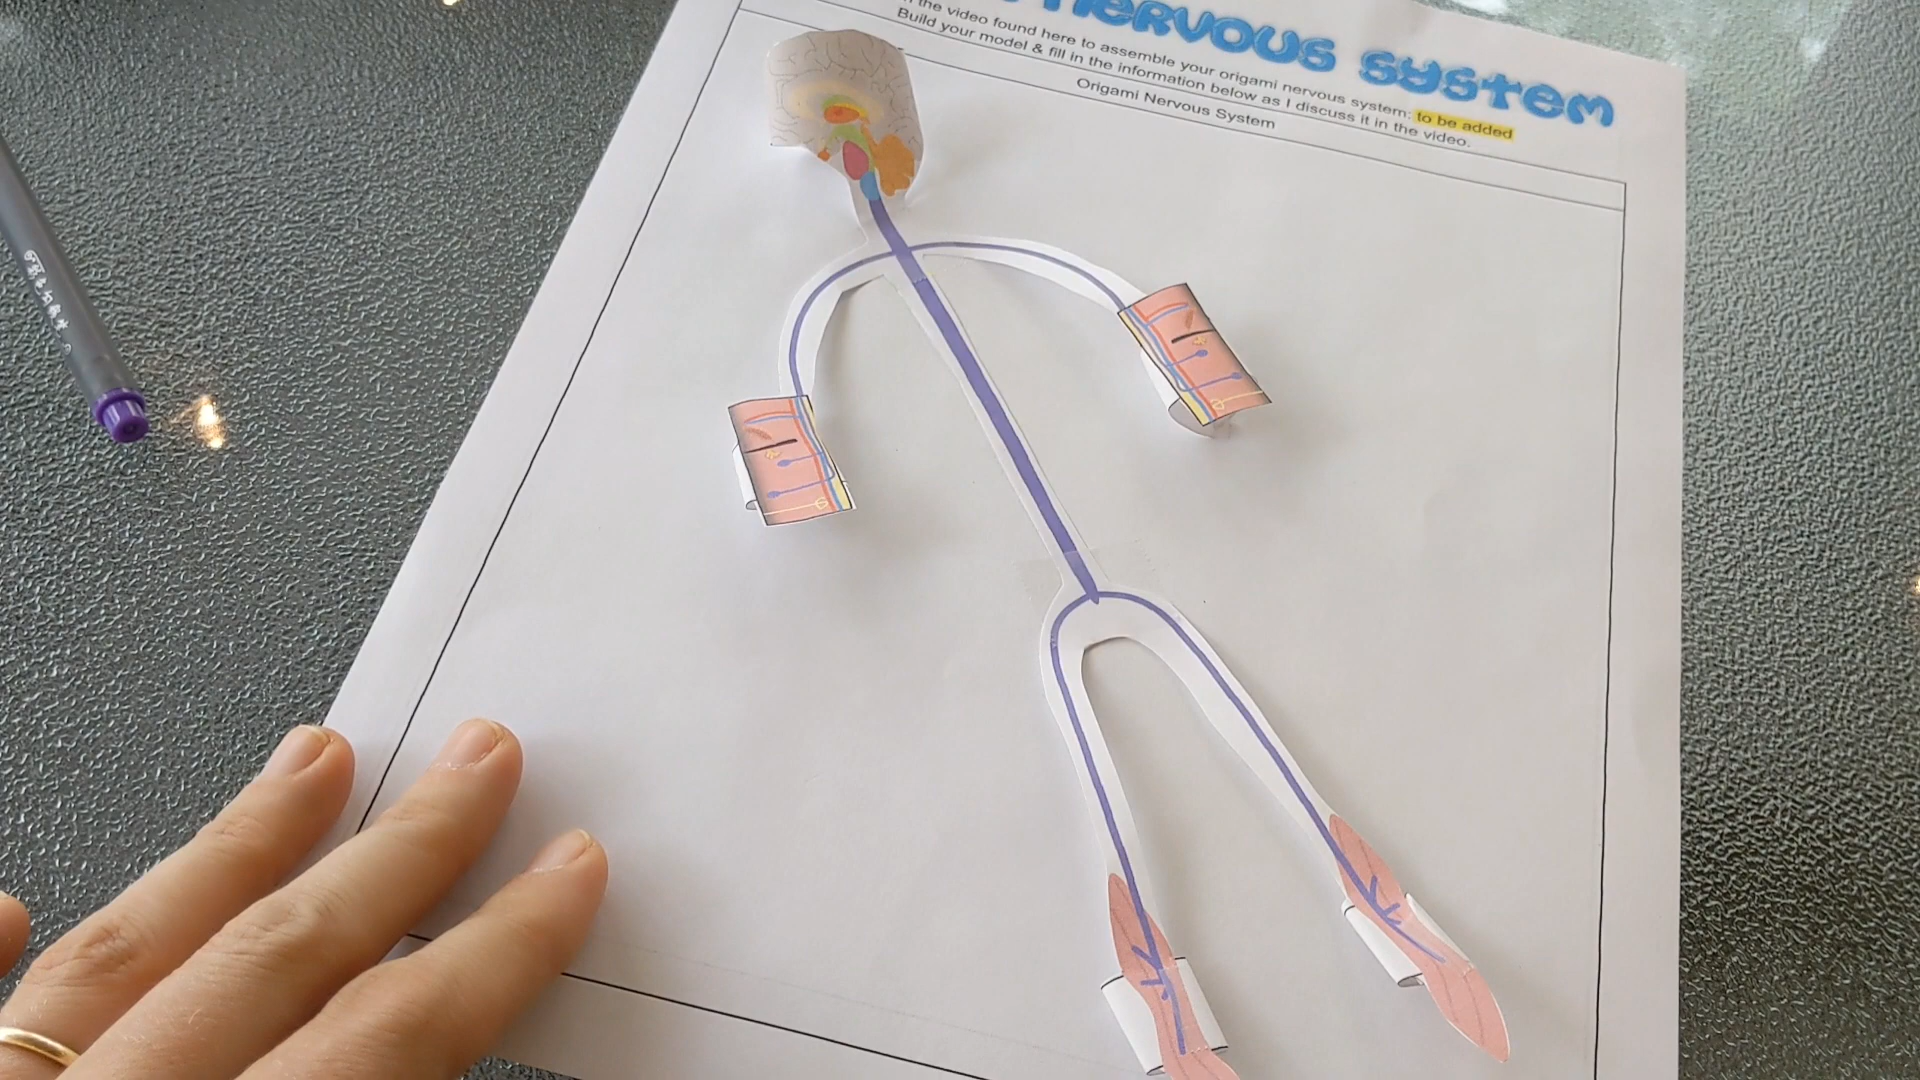 NERVOUS SYSTEM
the video found here to assemble your origami nervous system: to be added
Build your model & fill in the information below as I discuss it in the video.
Origami Nervous System